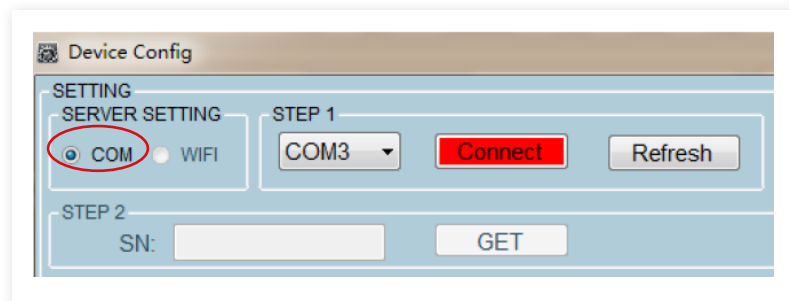 Device Config
SETTING
SERVER SETTING
COM WIFI
STEP 1
COM3 Connect Refresh
STEP 2
SN: GET